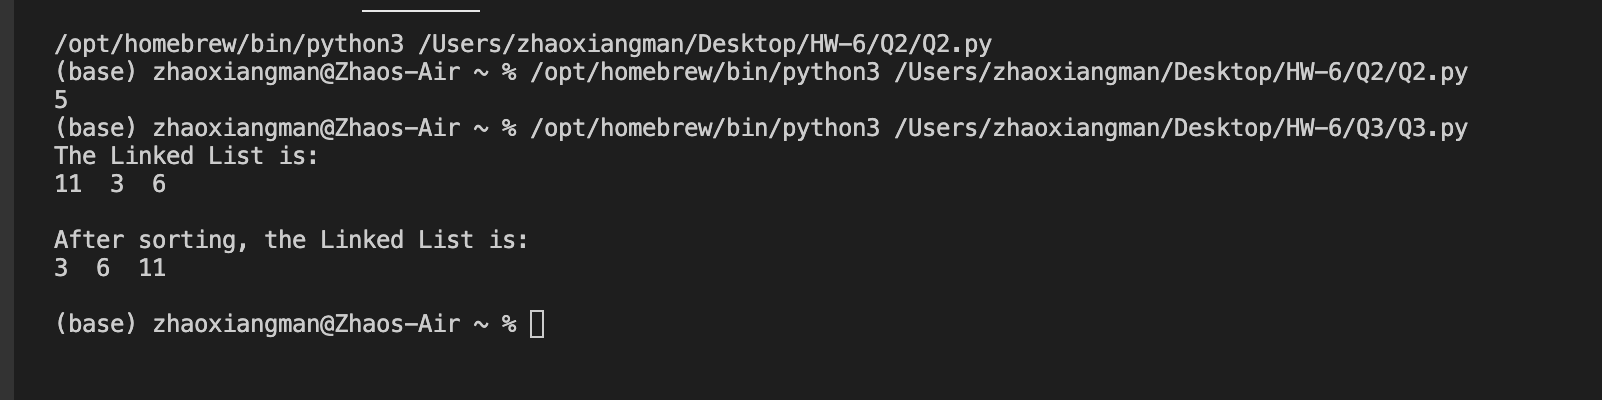 /opt/homebrew/bin/python3 /Users/zhaoxiangman/Desktop/HW-6/Q2/Q2.py
(base) zhaoxiangman@Zhaos-Air ~ % /opt/homebrew/bin/python3 /Users/zhaoxiangman/Desktop/HW-6/Q2/Q2.py
5
(base) zhaoxiangman@Zhaos-Air ~ % /opt/homebrew/bin/python3 /Users/zhaoxiangman/Desktop/HW-6/Q3/Q3.py
The Linked List is:
11  3  6
After sorting, the Linked List is:
3  6  11
(base) zhaoxiangman@Zhaos-Air ~ %